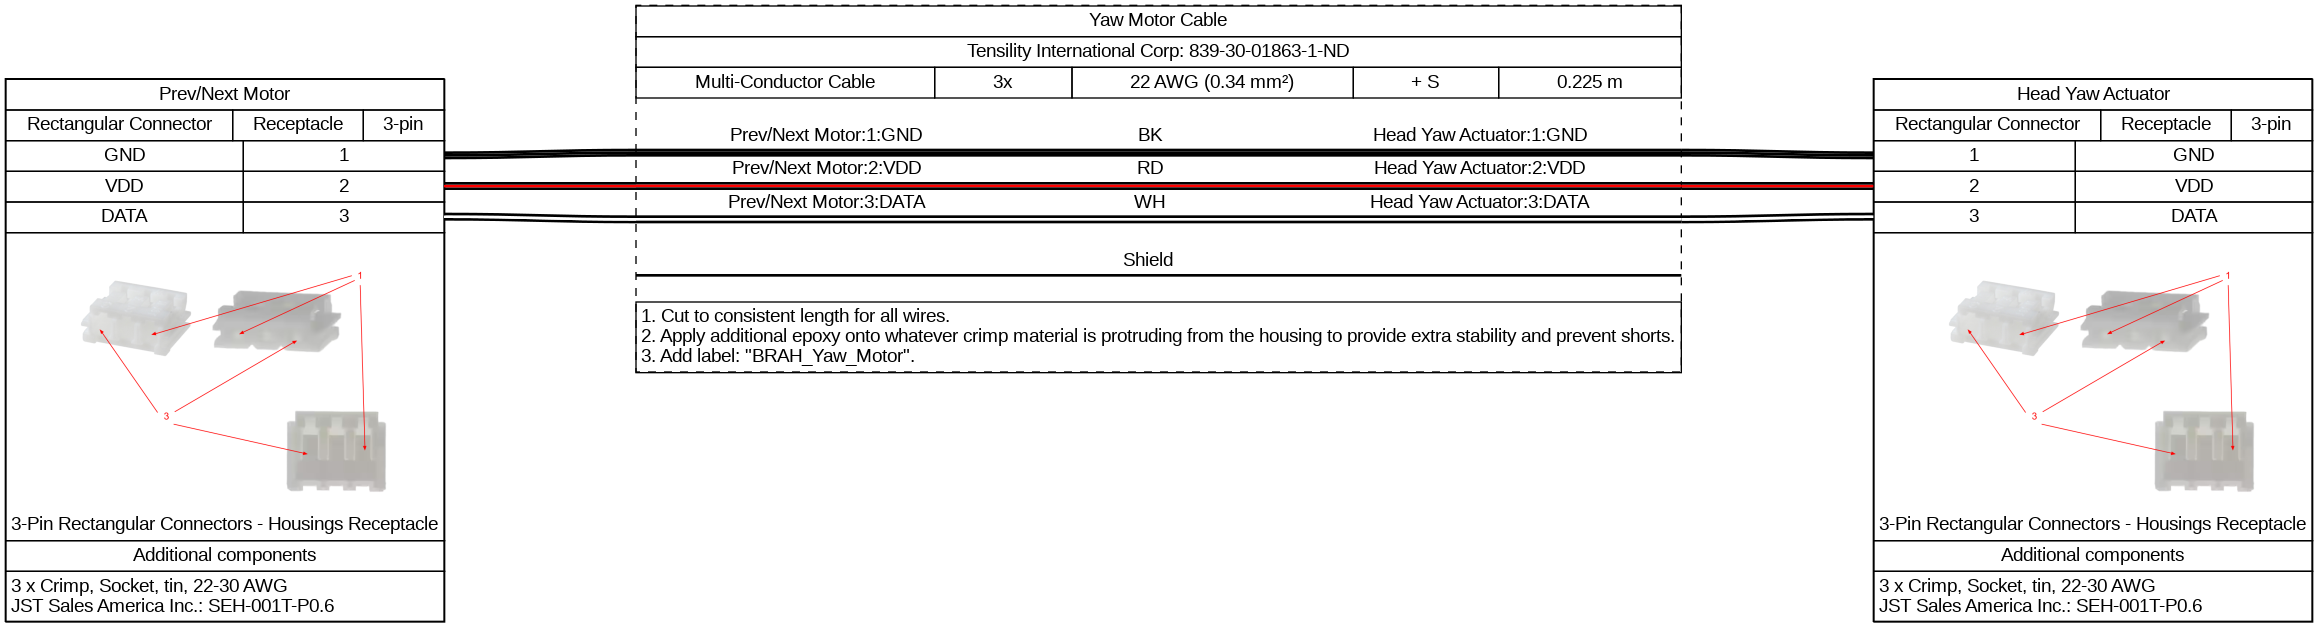 Yaw Motor Cable
Tensility International Corp: 839-30-01863-1-ND
Multi-Conductor Cable 3x 22 AWG (0.34 mm²) + S 0.225 m
Prev/Next Motor
Rectangular Connector Receptacle 3-pin
GND 1
VDD 2
DATA 3
Prev/Next Motor:1:GND BK Head Yaw Actuator:1:GND
Prev/Next Motor:2:VDD RD Head Yaw Actuator:2:VDD
Prev/Next Motor:3:DATA WH Head Yaw Actuator:3:DATA
Shield
1. Cut to consistent length for all wires.
2. Apply additional epoxy onto whatever crimp material is protruding from the housing to provide extra stability and prevent shorts.
3. Add label: "BRAH_Yaw_Motor".
Head Yaw Actuator
Rectangular Connector Receptacle 3-pin
1 GND
2 VDD
3 DATA
1
3
3-Pin Rectangular Connectors - Housings Receptacle
Additional components
3 x Crimp, Socket, tin, 22-30 AWG
JST Sales America Inc.: SEH-001T-P0.6
1
3
3-Pin Rectangular Connectors - Housings Receptacle
Additional components
3 x Crimp, Socket, tin, 22-30 AWG
JST Sales America Inc.: SEH-001T-P0.6